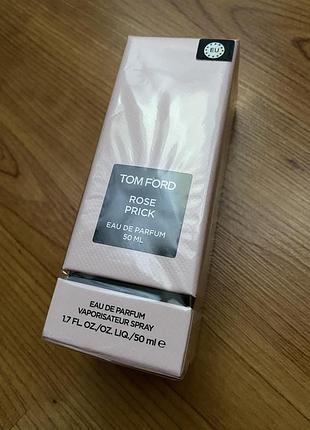 EU
TOM FORD
ROSE
PRICK
EAU DE PARFUM
50 ML
EAU DE PARFUM
VAPORISATEUR SPRAY
1.7 FL. OZ./OZ. LIQ./50 ml e